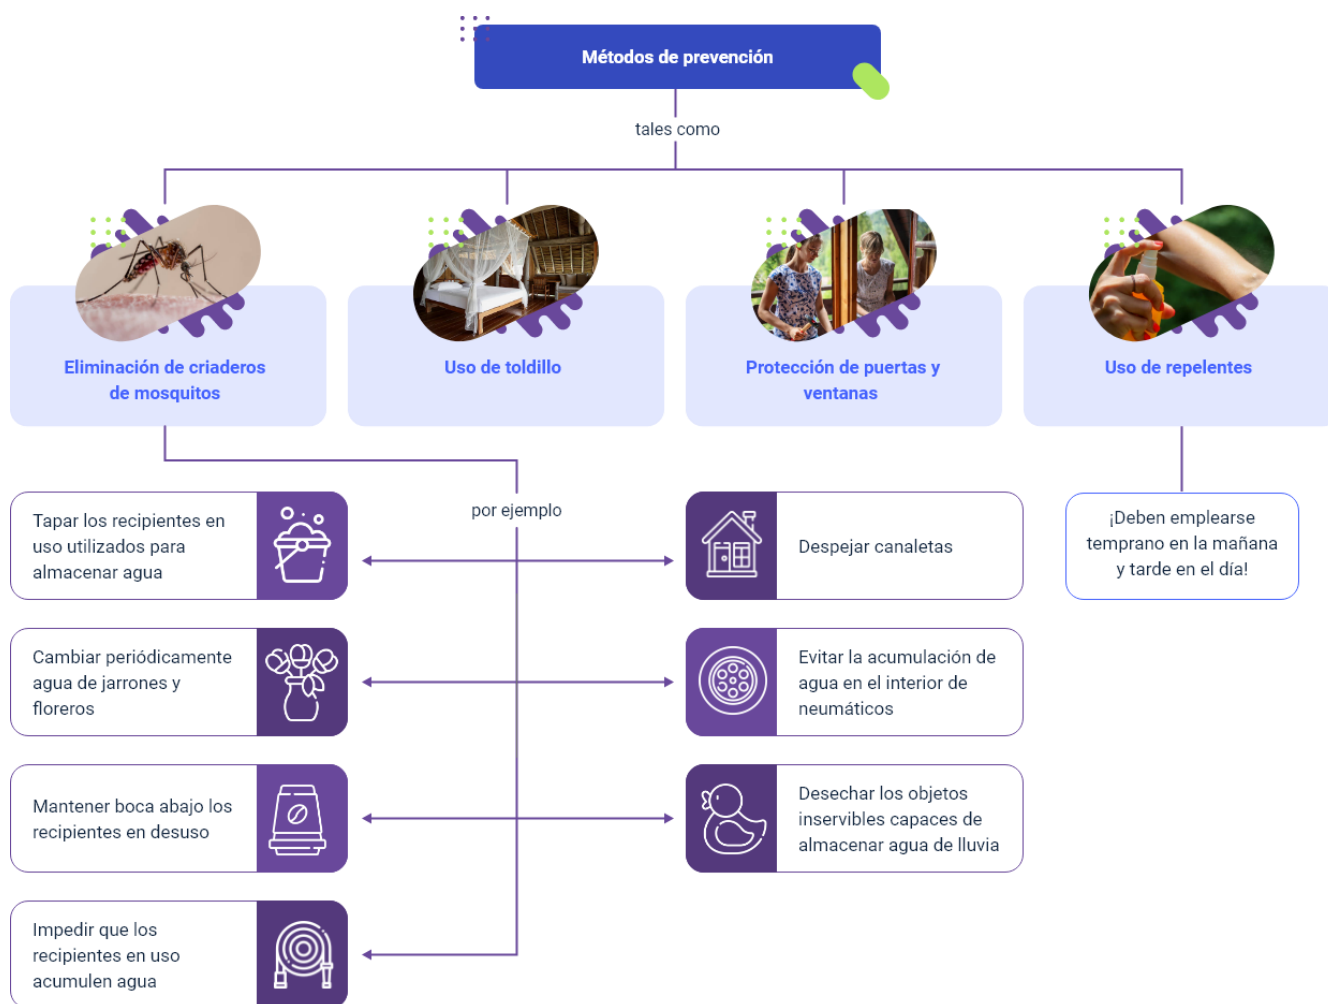 Métodos de prevención
tales como
Eliminación de criaderos
de mosquitos
Uso de toldillo
Protección de puertas y
ventanas
Uso de repelentes
por ejemplo
Tapar los recipientes en
uso utilizados para
almacenar agua
Cambiar periódicamente
agua de jarrones y
floreros
Mantener boca abajo los
recipientes en desuso
Impedir que los
recipientes en uso
acumulen agua
Despejar canaletas
Evitar la acumulación de
agua en el interior de
neumáticos
Desechar los objetos
inservibles capaces de
almacenar agua de lluvia
¡Deben emplearse
temprano en la mañana
y tarde en el día!